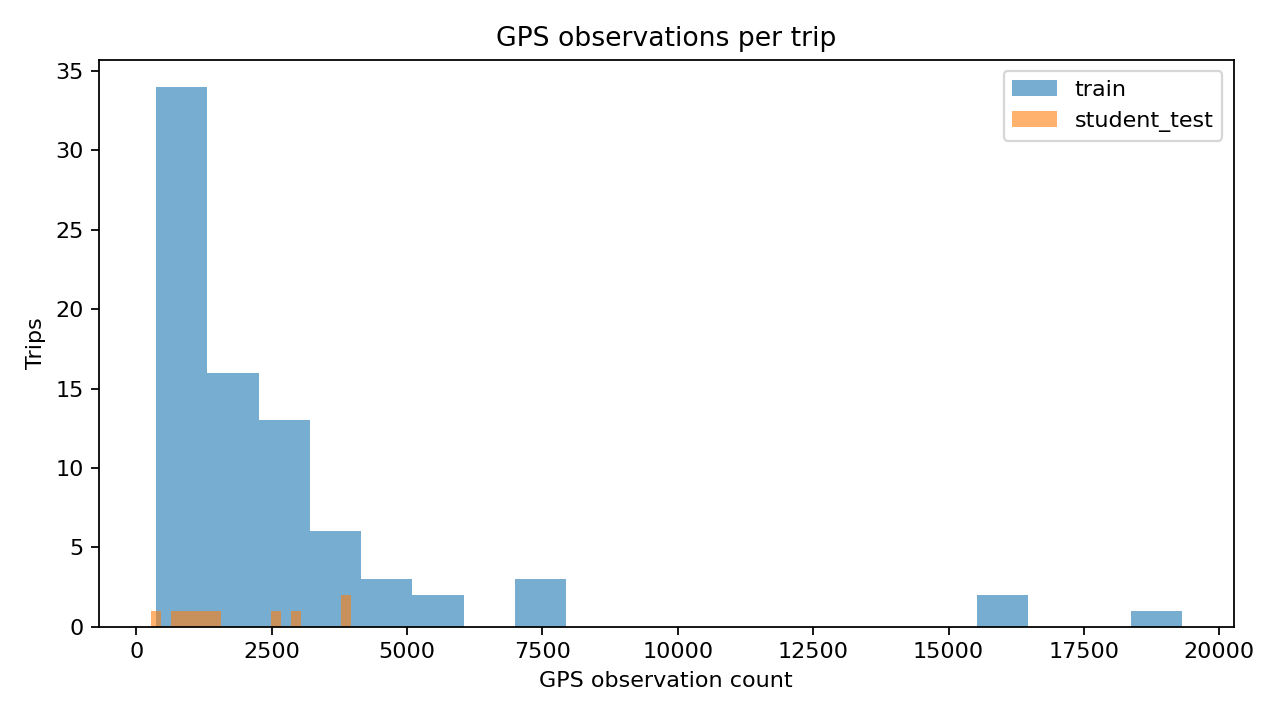 GPS observations per trip
train
student_test
Trips
35
30
25
20
15
10
5
0
0 2500 5000 7500 10000 12500 15000 17500 20000
GPS observation count